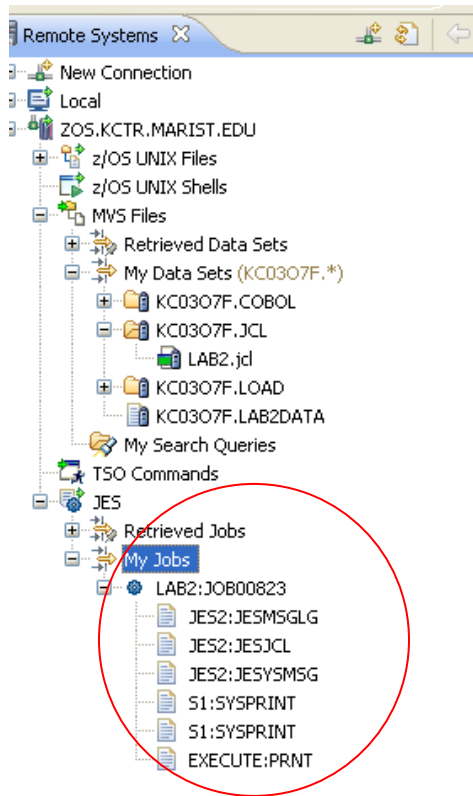 Remote Systems
New Connection
Local
ZOS.KCTR.MARIST.EDU
z/OS UNIX Files
z/OS UNIX Shells
MVS Files
Retrieved Data Sets
My Data Sets (KC03O7F.*)
KC03O7F.COBOL
KC03O7F.JCL
LAB2.jcl
KC03O7F.LOAD
KC03O7F.LAB2DATA
My Search Queries
TSO Commands
JES
Retrieved Jobs
My Jobs
LAB2:JOB00823
JES2:JESMSGLG
JES2:JESJCL
JES2:JESYSMSG
S1:SYSPRINT
S1:SYSPRINT
EXECUTE:PRNT